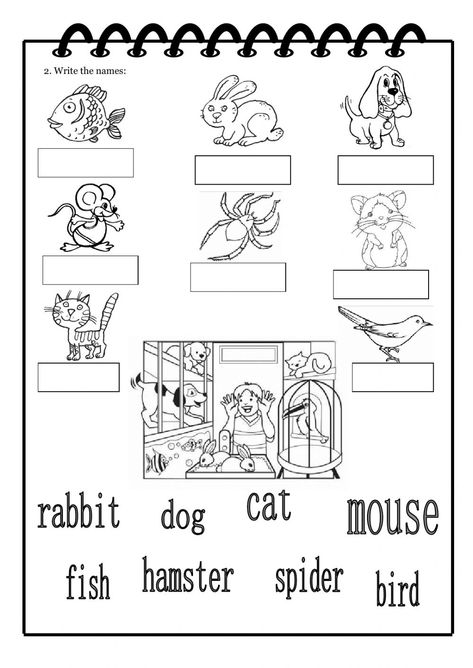 2. Write the names:
rabbit dog cat mouse
fish hamster spider bird